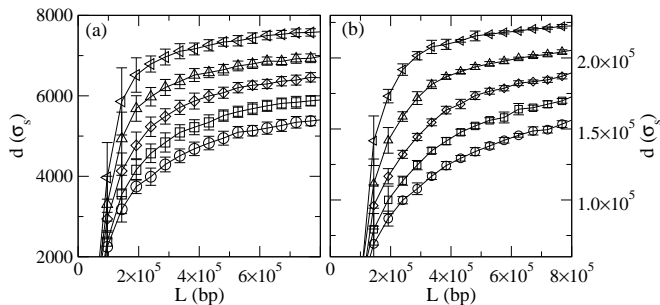 (a)
(b)
8000
6000
4000
2000
d (σₛ)
0
2×10⁵
4×10⁵
6×10⁵
L (bp)
0
2×10⁵
4×10⁵
6×10⁵
8×10⁵
L (bp)
2.0×10⁵
1.5×10⁵
1.0×10⁵
d (σₛ)